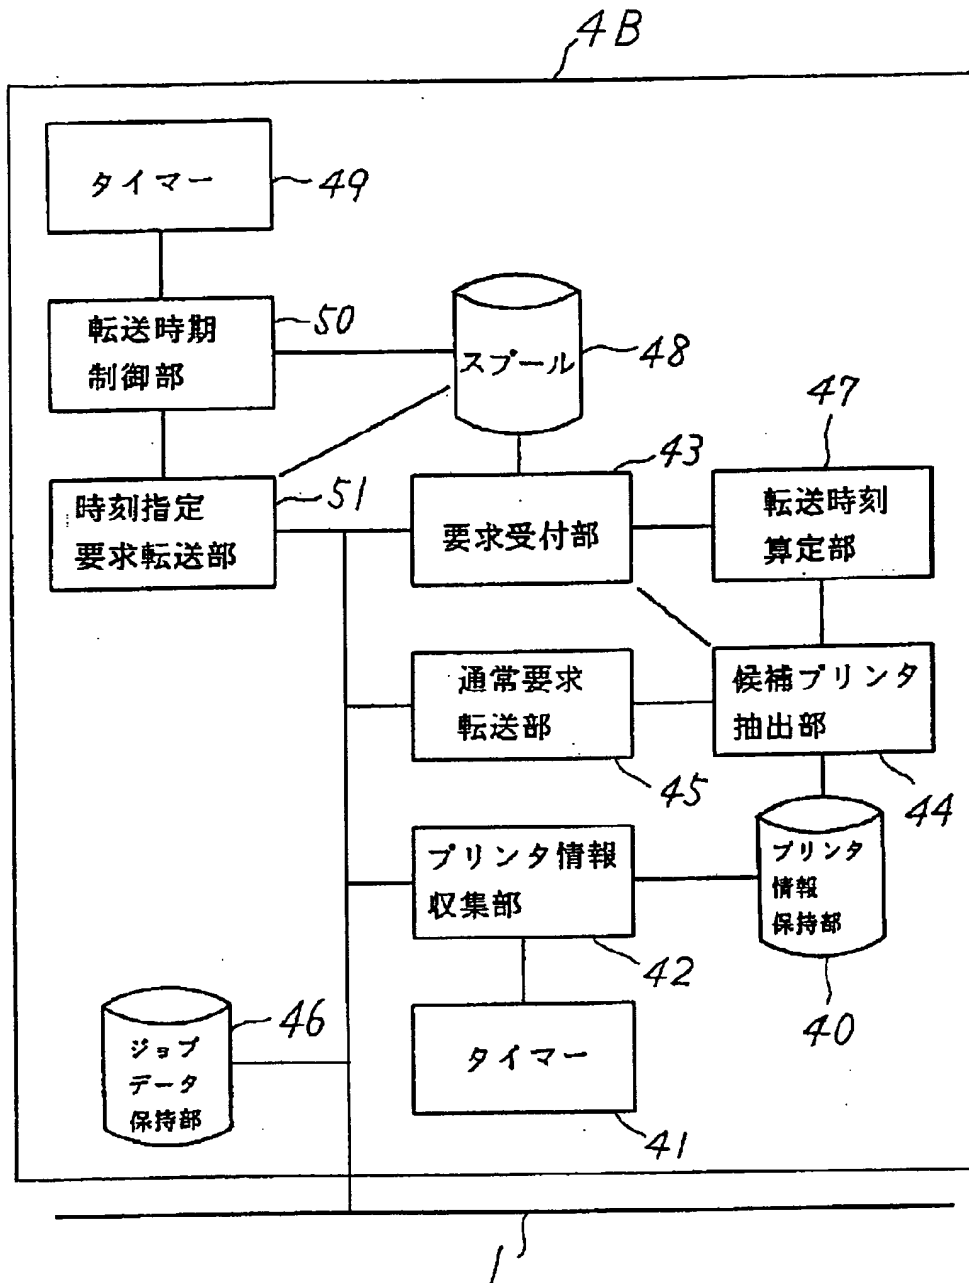 4B
タイマー
49
転送時期
制御部
50
スプール
48
時刻指定
要求転送部
51
要求受付部
43
転送時刻
算定部
47
通常要求
転送部
45
候補プリンタ
抽出部
44
プリンタ情報
収集部
42
プリンタ
情報
保持部
40
ジョブ
データ
保持部
46
タイマー
41
1